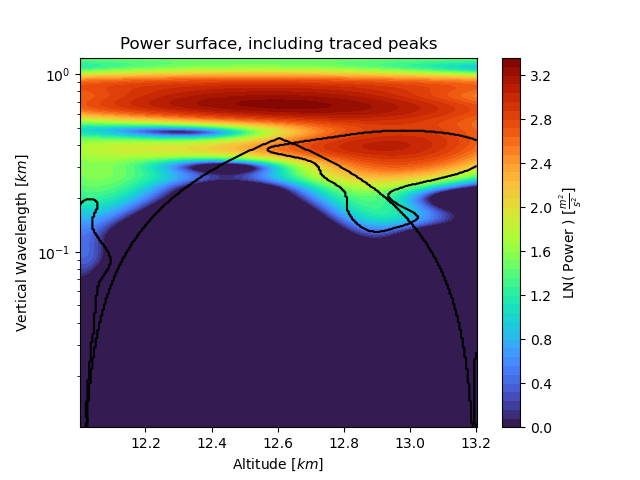 Power surface, including traced peaks
10⁰
10⁻¹
Vertical Wavelength [km]
12.2 12.4 12.6 12.8 13.0 13.2
Altitude [km]
3.2
2.8
2.4
2.0
1.6
1.2
0.8
0.4
0.0
LN( Power ) [m²/s²]